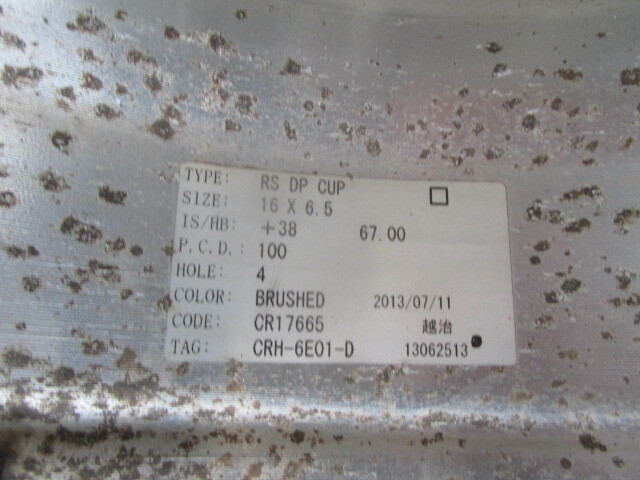 TYPE: RS DP CUP □
SIZE: 16 X 6.5
IS/HB: +38 67.00
P.C.D.: 100
HOLE: 4
COLOR: BRUSHED 2013/07/11
CODE: CR17665 越治
TAG: CRH-6E01-D 13062513